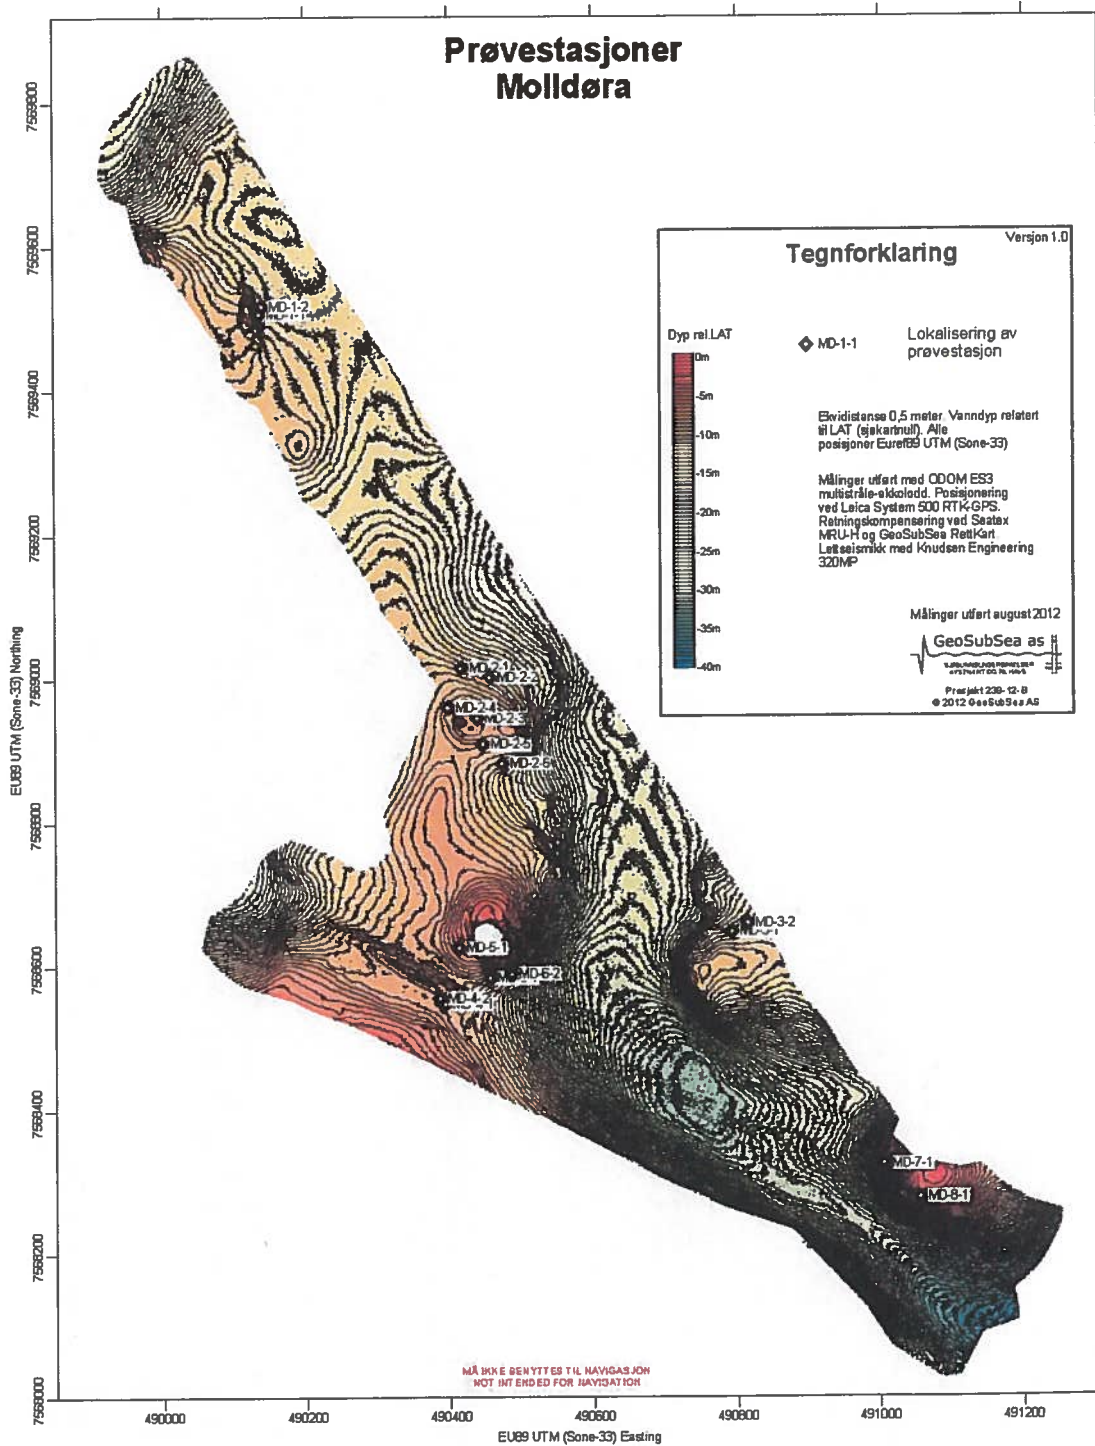 Prøvestasjoner
Molldøra
Versjon 1.0
Tegnforklaring
Dyp rel.LAT
0m
-5m
-10m
-15m
-20m
-25m
-30m
-35m
-40m
MD-1-1
Lokalisering av
prøvestasjon
Ekvidistanse 0,5 meter. Vanndyp relatert
til LAT (sjøkartnull). Alle
posisjoner Euref89 UTM (Sone-33)
Målinger utført med ODOM ES3
multistråle-ekkolodd. Posisjonering
ved Leica System 500 RTK-GPS.
Retningskompensering ved Seatex
MRU-H og GeoSubSea RettKart
Lettseismikk med Knudsen Engineering
320MP
Målinger utført august 2012
GeoSubSea as
Prosjekt 239-12-B
© 2012 GeoSubSea AS
MD-1-2
MD-2-1
MD-2-2
MD-2-4
MD-2-3
MD-2-5
MD-2-6
MD-3-2
MD-5-1
MD-6-2
MD-4-2
MD-7-1
MD-8-1
MÅ IKKE BENYTTES TIL NAVIGASJON
NOT INTENDED FOR NAVIGATION
EU89 UTM (Sone-33) Northing
7569800
7569600
7569400
7569200
7569000
7568800
7568600
7568400
7568200
7568000
490000
490200
490400
490600
490800
491000
491200
EU89 UTM (Sone-33) Easting